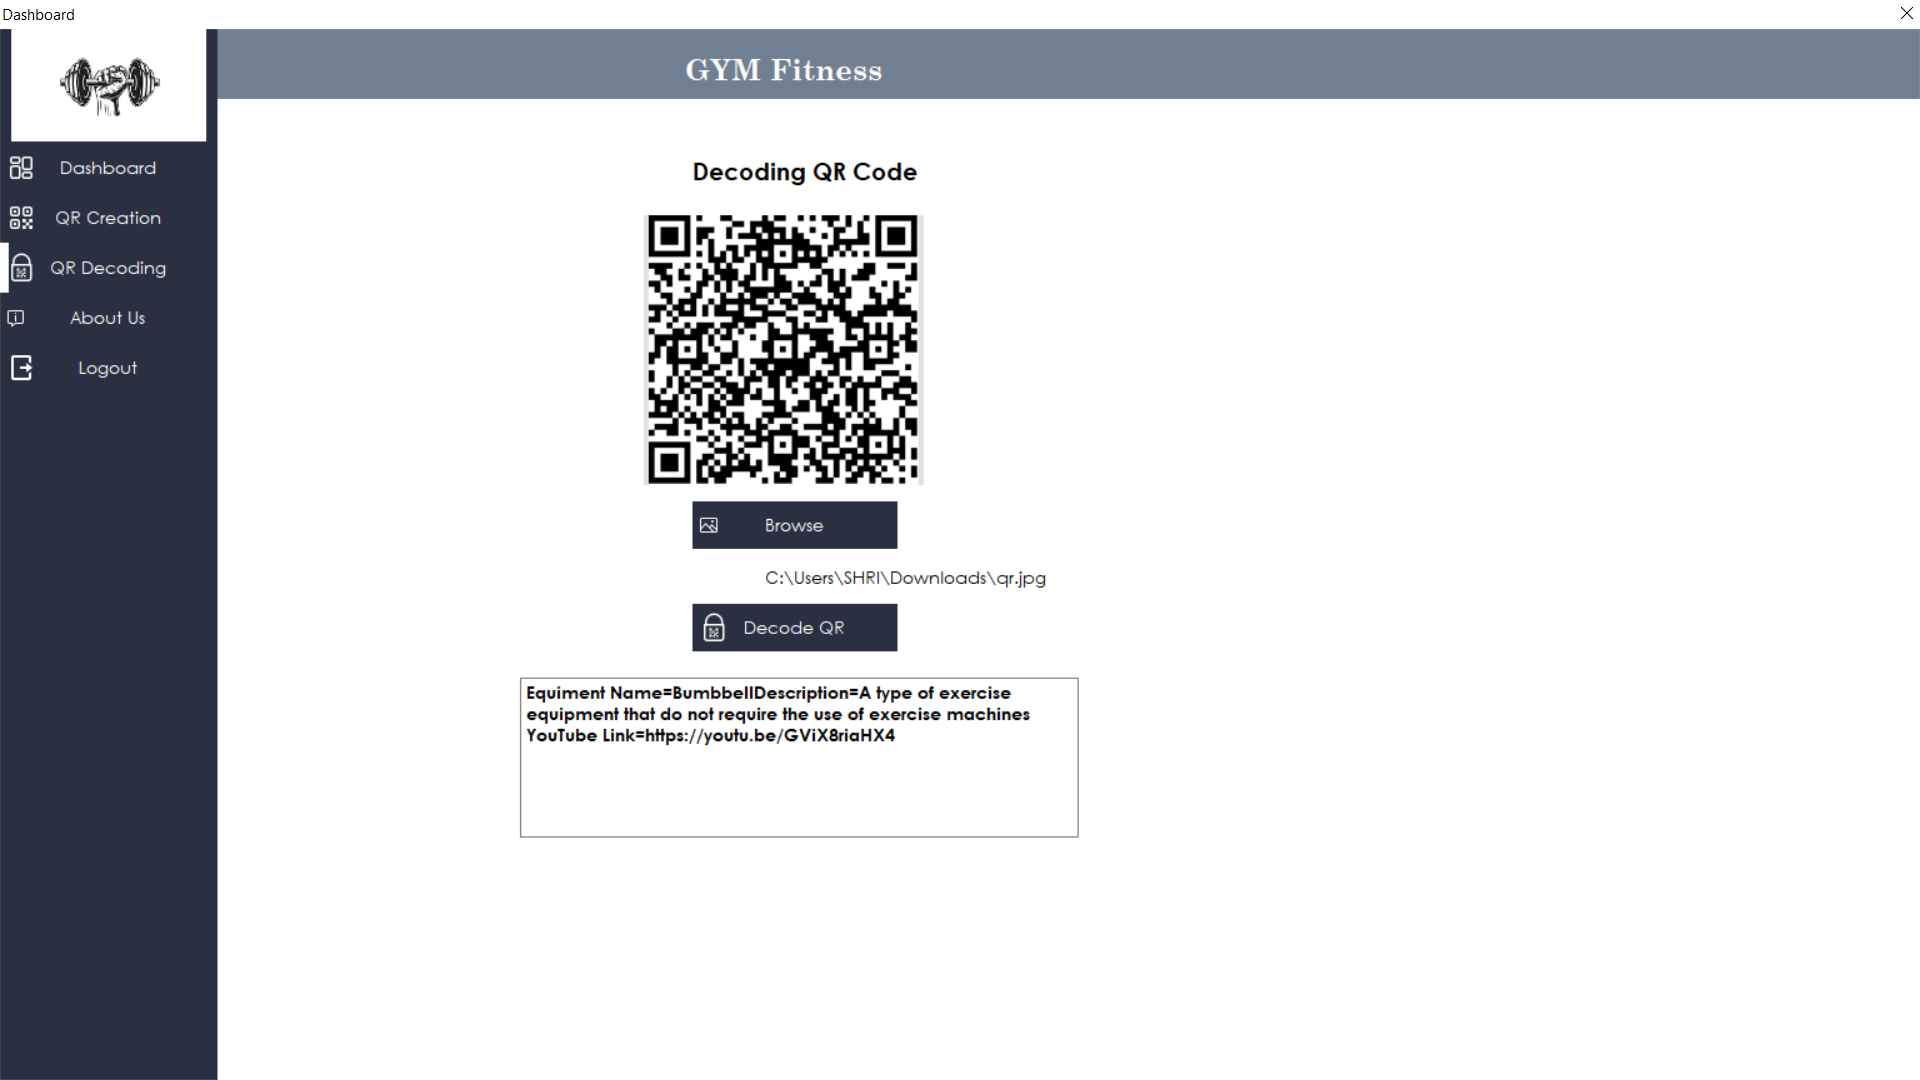 Dashboard
GYM Fitness
Dashboard
QR Creation
QR Decoding
About Us
Logout
Decoding QR Code
Browse
C:\Users\SHRI\Downloads\qr.jpg
Decode QR
Equiment Name=BumbbellDescription=A type of exercise
equipment that do not require the use of exercise machines
YouTube Link=https://youtu.be/GViX8riaHX4